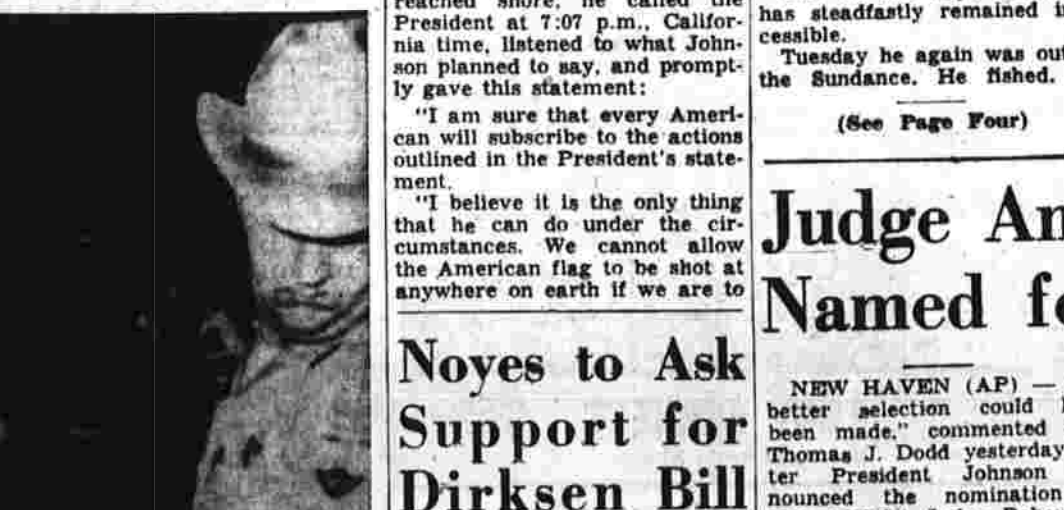 reached shore, he called the
President at 7:07 p.m., Califor-
nia time, listened to what John-
son planned to say, and prompt-
ly gave this statement:
"I am sure that every Ameri-
can will subscribe to the actions
outlined in the President's state-
ment.
"I believe it is the only thing
that he can do under the cir-
cumstances. We cannot allow
the American flag to be shot at
anywhere on earth if we are to
Noyes to Ask
Support for
Dirksen Bill
has steadfastly remained
cessible.
Tuesday he again was
the Sundance. He fished,
(See Page Four)
Judge
Named
NEW HAVEN (AP) —
better selection could
been made," commented
Thomas J. Dodd yesterday
ter President Johnson
nounced the nomination